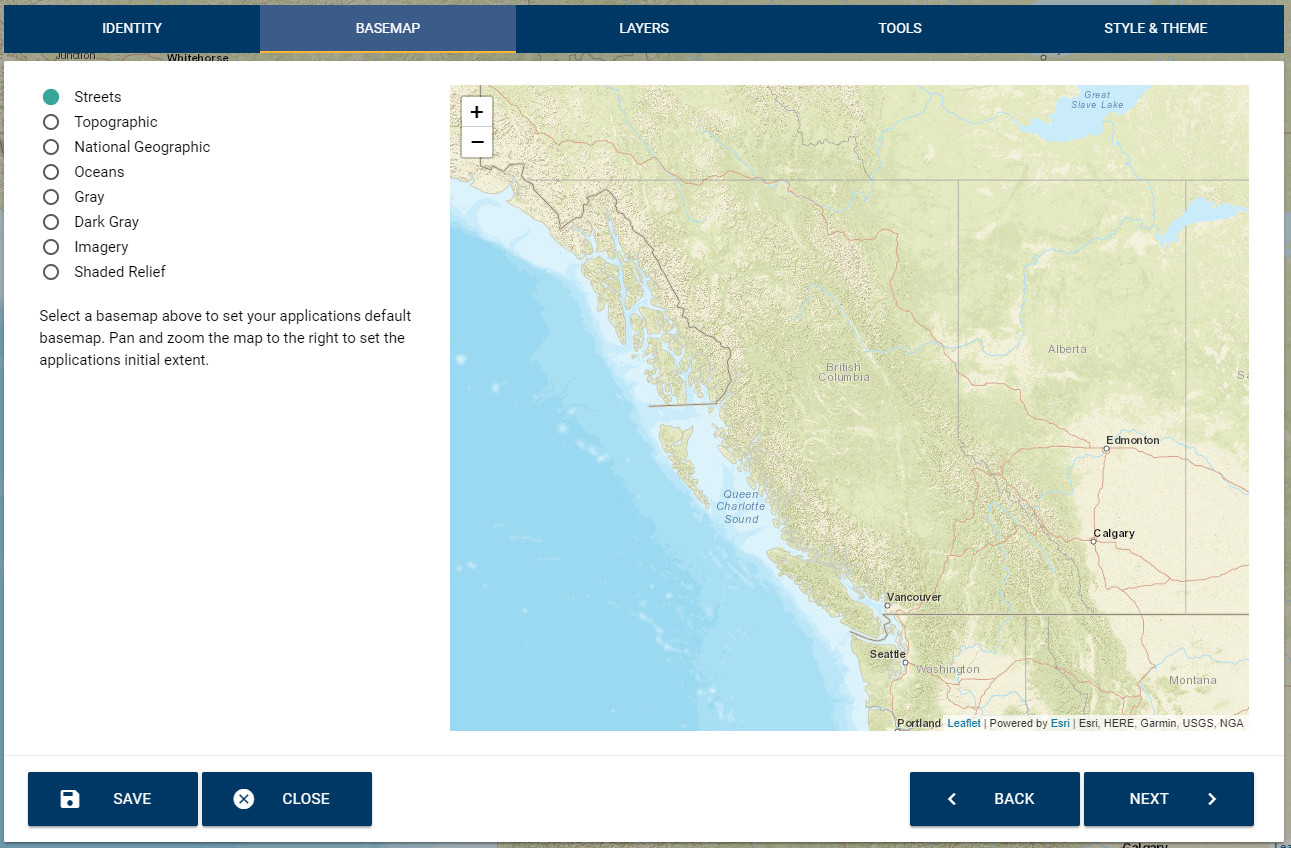 IDENTITY
BASEMAP
LAYERS
TOOLS
STYLE & THEME
Junction
Whitehorse
Streets
Topographic
National Geographic
Oceans
Gray
Dark Gray
Imagery
Shaded Relief
Select a basemap above to set your applications default
basemap. Pan and zoom the map to the right to set the
applications initial extent.
+
−
Great
Slave Lake
Alberta
British
Columbia
Sa
Edmonton
Queen
Charlotte
Sound
Calgary
Vancouver
Seattle
Washington
Montana
Portland
Leaflet | Powered by Esri | Esri, HERE, Garmin, USGS, NGA
SAVE
CLOSE
BACK
NEXT
Calgary